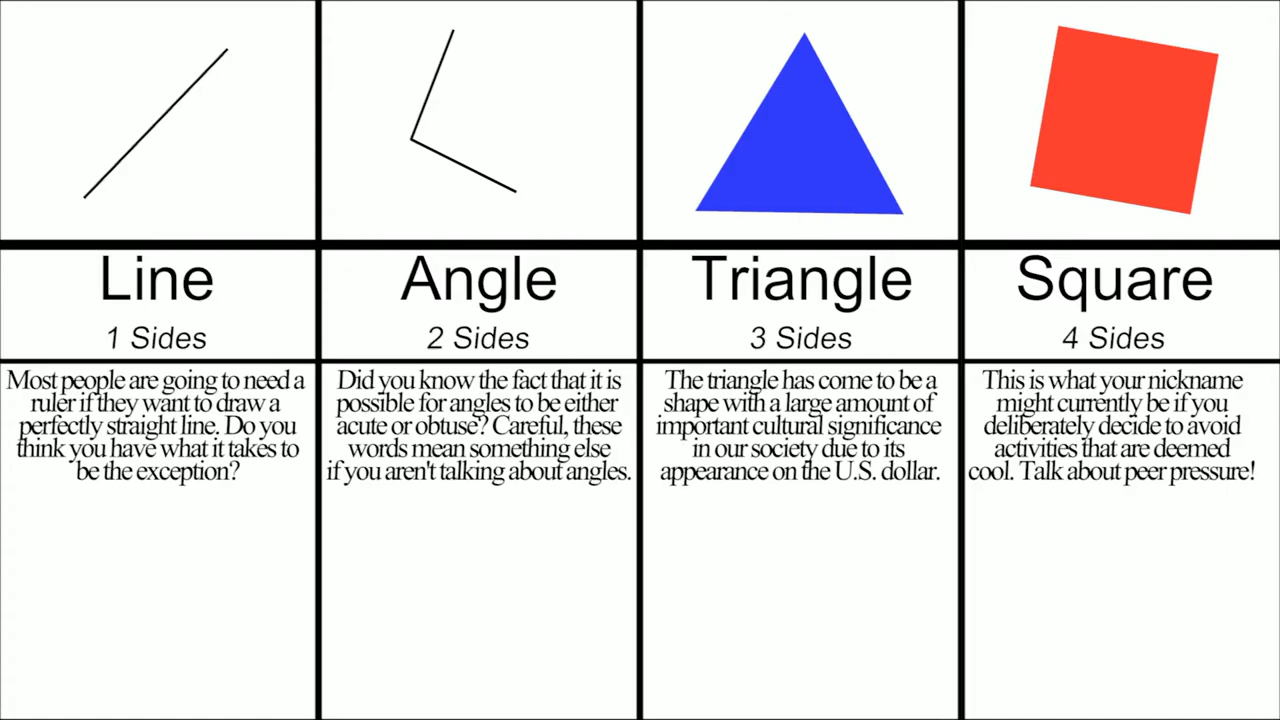 Line
1 Sides
Most people are going to need a
ruler if they want to draw a
perfectly straight line. Do you
think you have what it takes to
be the exception?
Angle
2 Sides
Did you know the fact that it is
possible for angles to be either
acute or obtuse? Careful, these
words mean something else
if you aren't talking about angles.
Triangle
3 Sides
The triangle has come to be a
shape with a large amount of
important cultural significance
in our society due to its
appearance on the U.S. dollar.
Square
4 Sides
This is what your nickname
might currently be if you
deliberately decide to avoid
activities that are deemed
cool. Talk about peer pressure!